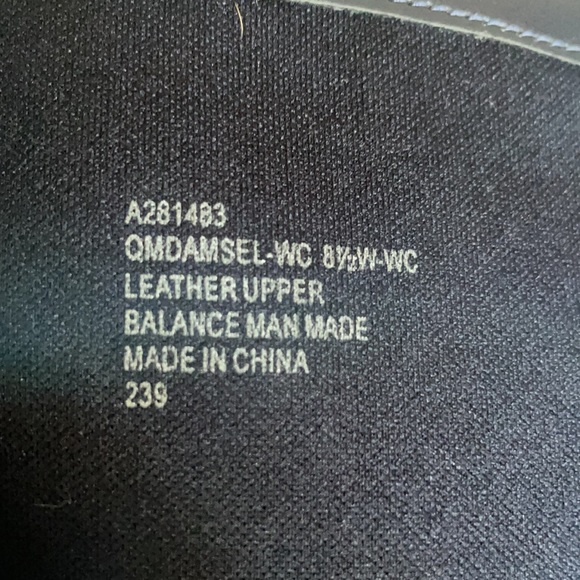 A281483
QMDAMSEL-WC 8½W-WC
LEATHER UPPER
BALANCE MAN MADE
MADE IN CHINA
239